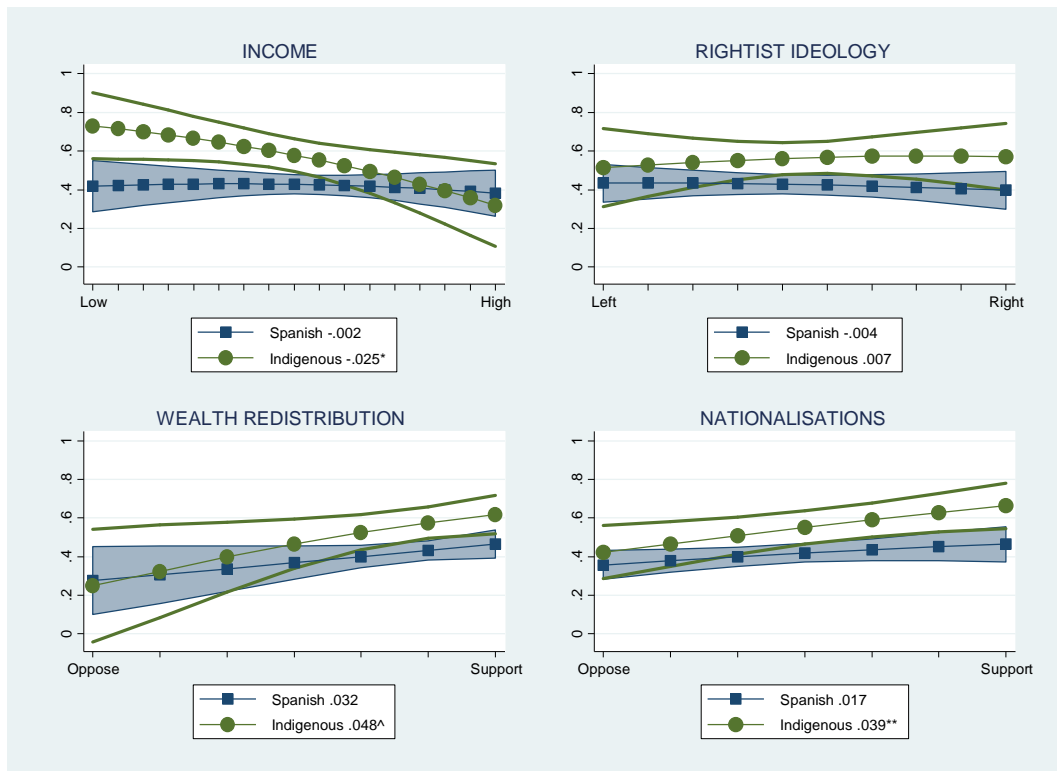 INCOME
1
.8
.6
.4
.2
0
Low High
Spanish -.002
Indigenous -.025*
RIGHTIST IDEOLOGY
1
.8
.6
.4
.2
0
Left Right
Spanish -.004
Indigenous .007
WEALTH REDISTRIBUTION
1
.8
.6
.4
.2
0
Oppose Support
Spanish .032
Indigenous .048^
NATIONALISATIONS
1
.8
.6
.4
.2
0
Oppose Support
Spanish .017
Indigenous .039**